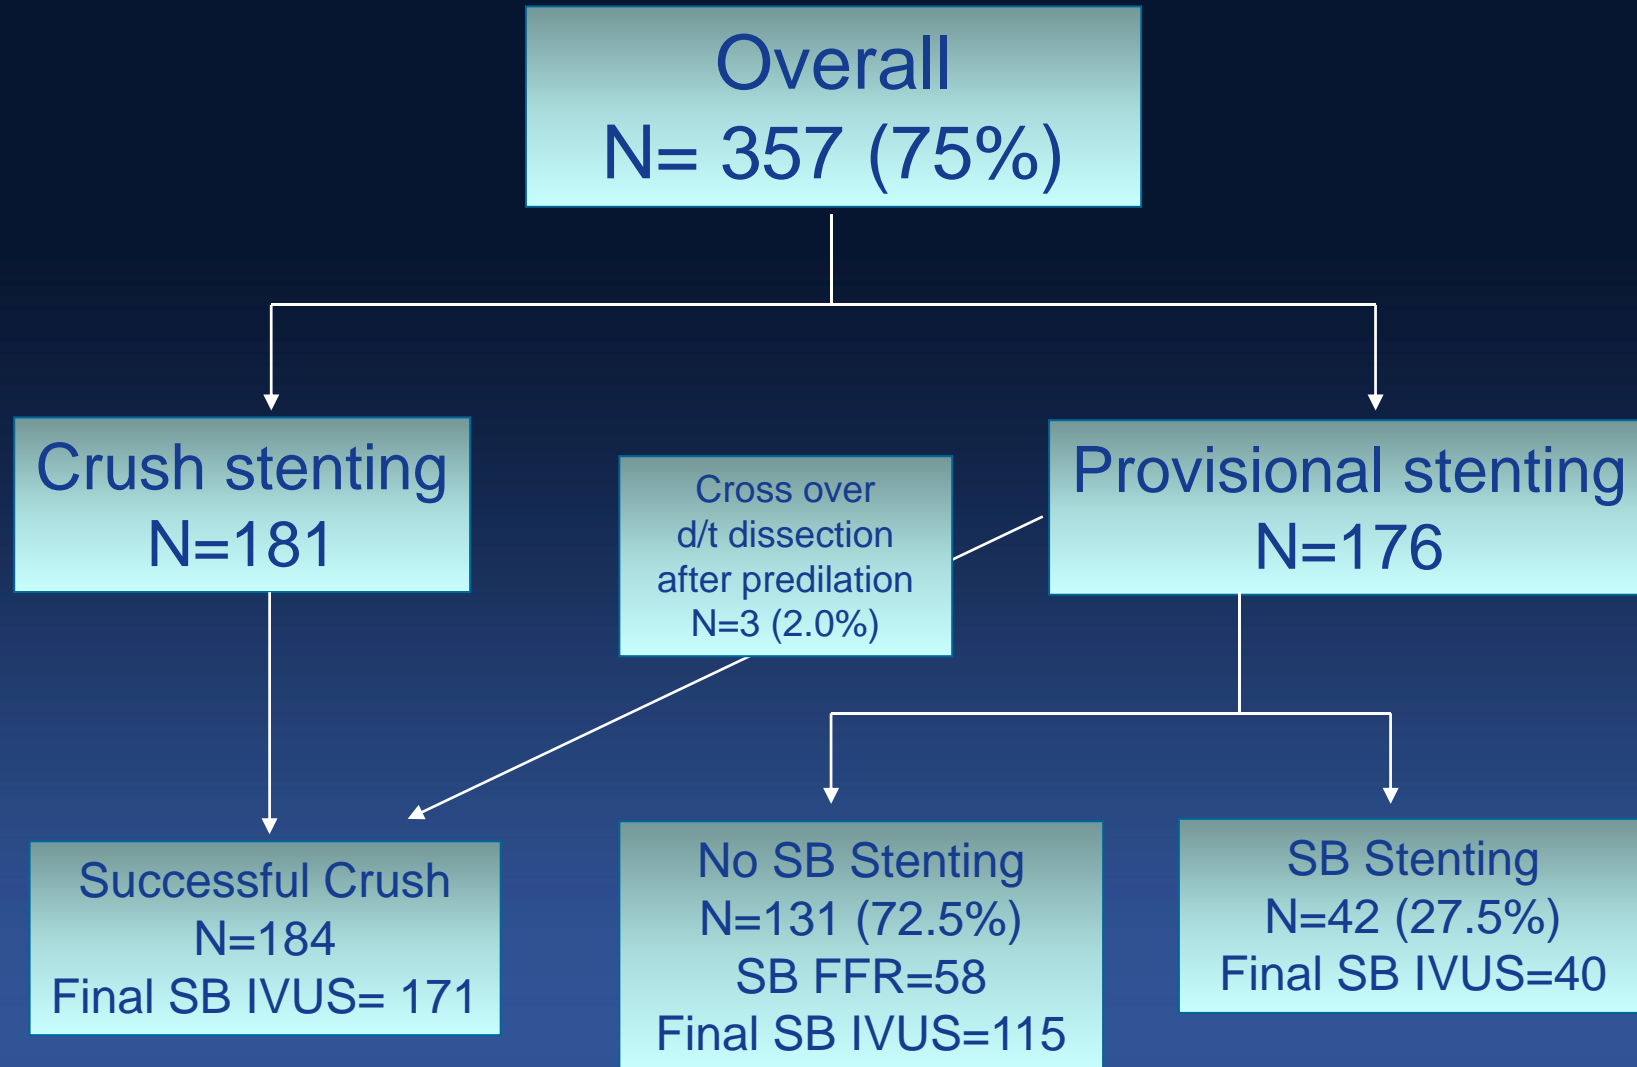 Overall
N= 357 (75%)
Crush stenting
N=181
Cross over
d/t dissection
after predilation
N=3 (2.0%)
Provisional stenting
N=176
Successful Crush
N=184
Final SB IVUS= 171
No SB Stenting
N=131 (72.5%)
SB FFR=58
Final SB IVUS=115
SB Stenting
N=42 (27.5%)
Final SB IVUS=40